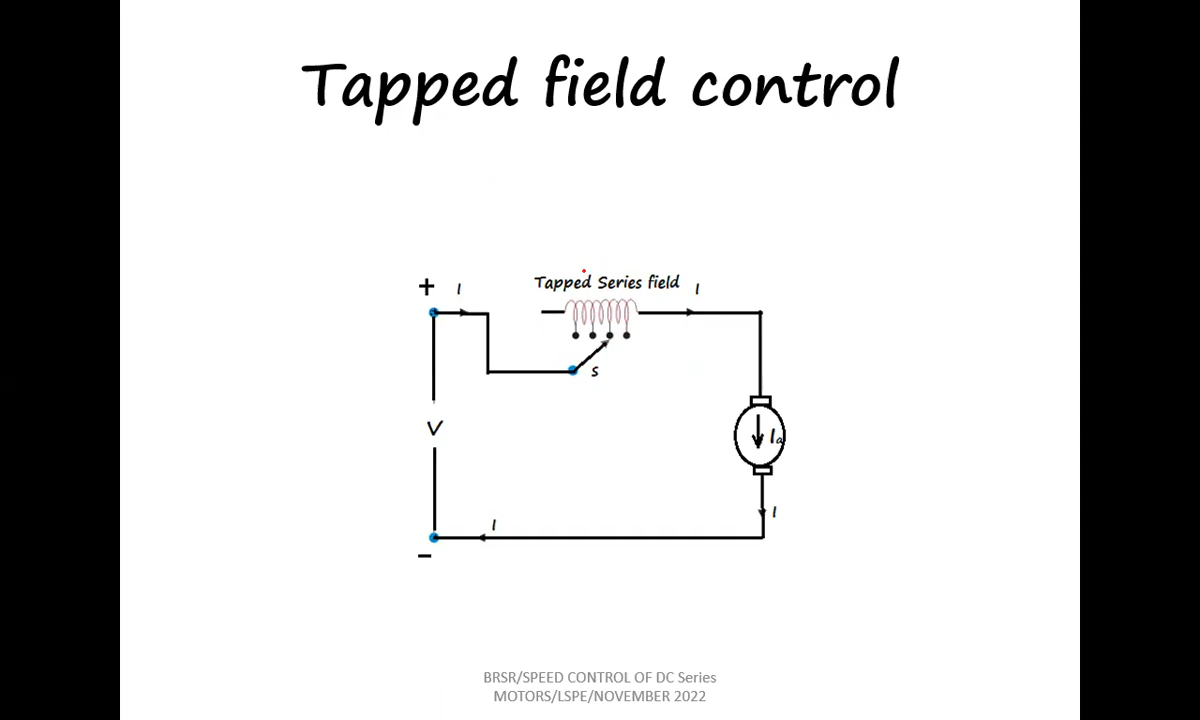 Tapped field control
+ I
Tapped Series field I
S
V
Ia
I
I
−
BRSR/SPEED CONTROL OF DC Series
MOTORS/LSPE/NOVEMBER 2022